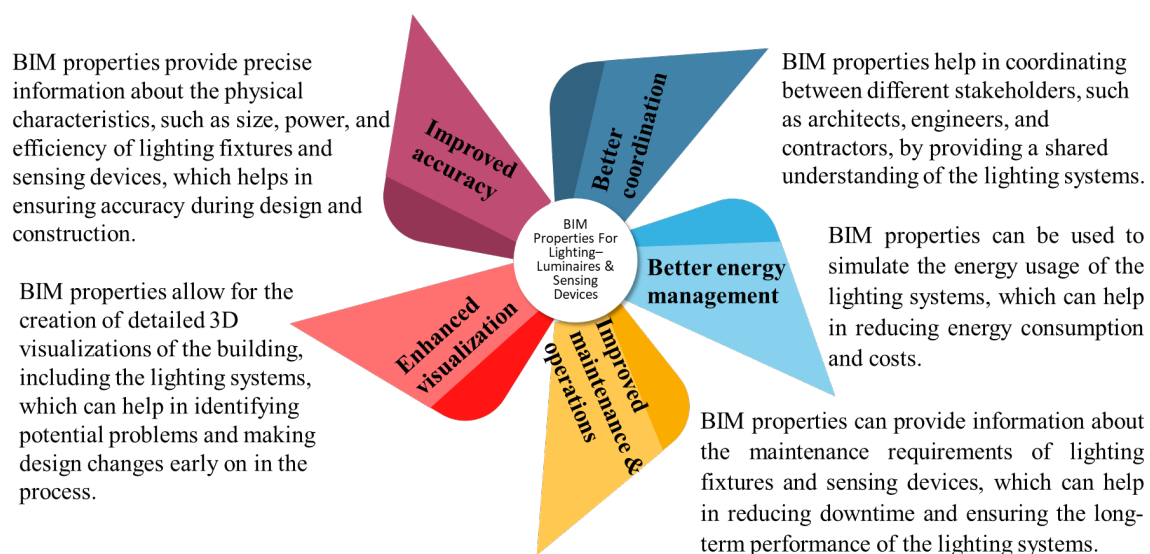 BIM properties provide precise
information about the physical
characteristics, such as size, power, and
efficiency of lighting fixtures and
sensing devices, which helps in
ensuring accuracy during design and
construction.
Improved
accuracy
Better
coordination
BIM properties help in coordinating
between different stakeholders, such
as architects, engineers, and
contractors, by providing a shared
understanding of the lighting systems.
BIM
Properties For
Lighting–
Luminaires &
Sensing
Devices
Better energy
management
BIM properties can be used to
simulate the energy usage of the
lighting systems, which can help
in reducing energy consumption
and costs.
BIM properties allow for the
creation of detailed 3D
visualizations of the building,
including the lighting systems,
which can help in identifying
potential problems and making
design changes early on in the
process.
Enhanced
visualization
Improved
maintenance &
operations
BIM properties can provide information about
the maintenance requirements of lighting
fixtures and sensing devices, which can help
in reducing downtime and ensuring the long-
term performance of the lighting systems.